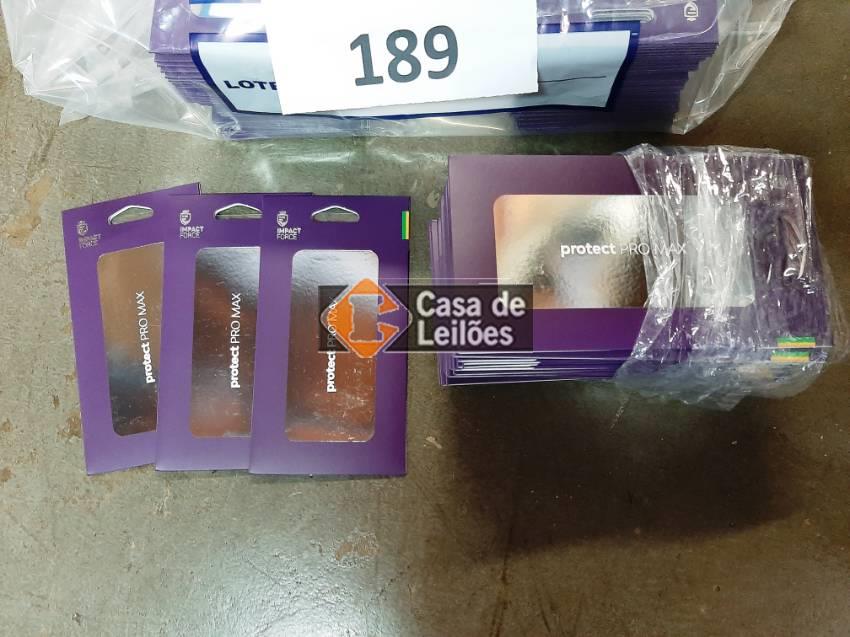 189
LOTE
IMPACT
FORCE
protect PRO MAX
IMPACT
FORCE
protect PRO MAX
IMPACT
FORCE
protect PRO MA
protect PRO MAX
Casa de
Leilões